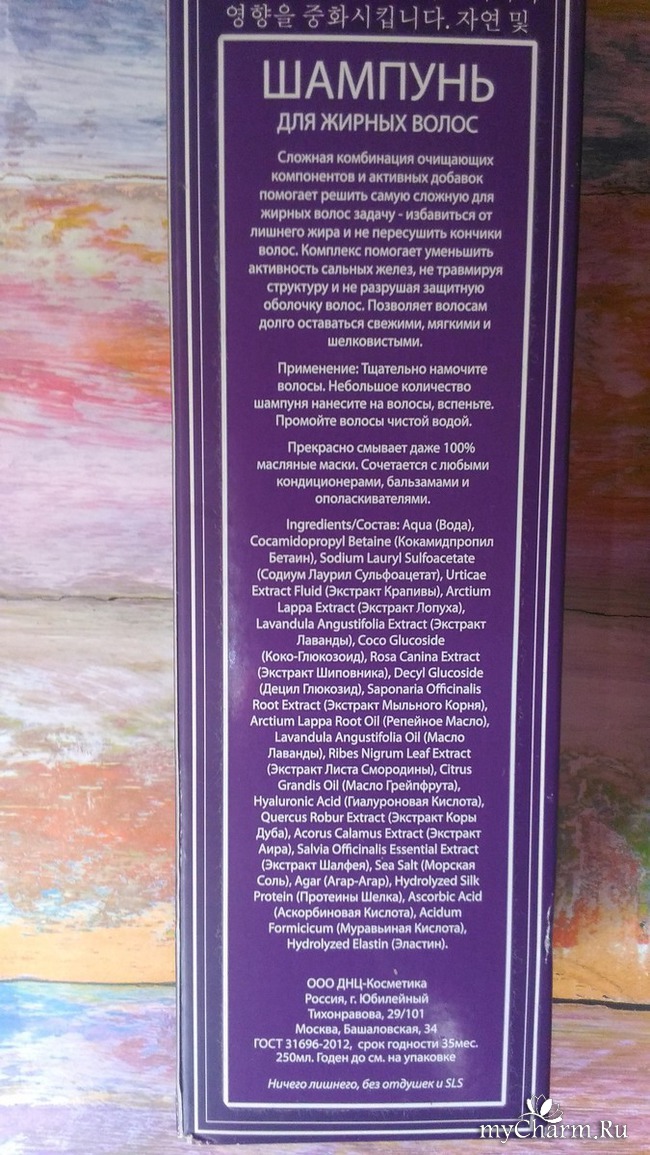 영향을 중화시킵니다. 자연 및
ШАМПУНЬ
ДЛЯ ЖИРНЫХ ВОЛОС
Сложная комбинация очищающих
компонентов и активных добавок
помогает решить самую сложную для
жирных волос задачу - избавиться от
лишнего жира и не пересушить кончики
волос. Комплекс помогает уменьшить
активность сальных желез, не травмируя
структуру и не разрушая защитную
оболочку волос. Позволяет волосам
долго оставаться свежими, мягкими и
шелковистыми.
Применение: Тщательно намочите
волосы. Небольшое количество
шампуня нанесите на волосы, вспеньте.
Промойте волосы чистой водой.
Прекрасно смывает даже 100%
масляные маски. Сочетается с любыми
кондиционерами, бальзамами и
ополаскивателями.
Ingredients/Состав: Aqua (Вода),
Cocamidopropyl Betaine (Кокамидпропил
Бетаин), Sodium Lauryl Sulfoacetate
(Содиум Лаурил Сульфоацетат), Urticae
Extract Fluid (Экстракт Крапивы), Arctium
Lappa Extract (Экстракт Лопуха),
Lavandula Angustifolia Extract (Экстракт
Лаванды), Coco Glucoside
(Коко-Глюкозоид), Rosa Canina Extract
(Экстракт Шиповника), Decyl Glucoside
(Децил Глюкозид), Saponaria Officinalis
Root Extract (Экстракт Мыльного Корня),
Arctium Lappa Root Oil (Репейное Масло),
Lavandula Angustifolia Oil (Масло
Лаванды), Ribes Nigrum Leaf Extract
(Экстракт Листа Смородины), Citrus
Grandis Oil (Масло Грейпфрута),
Hyaluronic Acid (Гиалуроновая Кислота),
Quercus Robur Extract (Экстракт Коры
Дуба), Acorus Calamus Extract (Экстракт
Аира), Salvia Officinalis Essential Extract
(Экстракт Шалфея), Sea Salt (Морская
Соль), Agar (Агар-Агар), Hydrolyzed Silk
Protein (Протеины Шелка), Ascorbic Acid
(Аскорбиновая Кислота), Acidum
Formicicum (Муравьиная Кислота),
Hydrolyzed Elastin (Эластин).
ООО ДНЦ-Косметика
Россия, г. Юбилейный
Тихонравова, 29/101
Москва, Башаловская, 34
ГОСТ 31696-2012, срок годности 35мес.
250мл. Годен до см. на упаковке
Ничего лишнего, без отдушек и SLS
myCharm.Ru